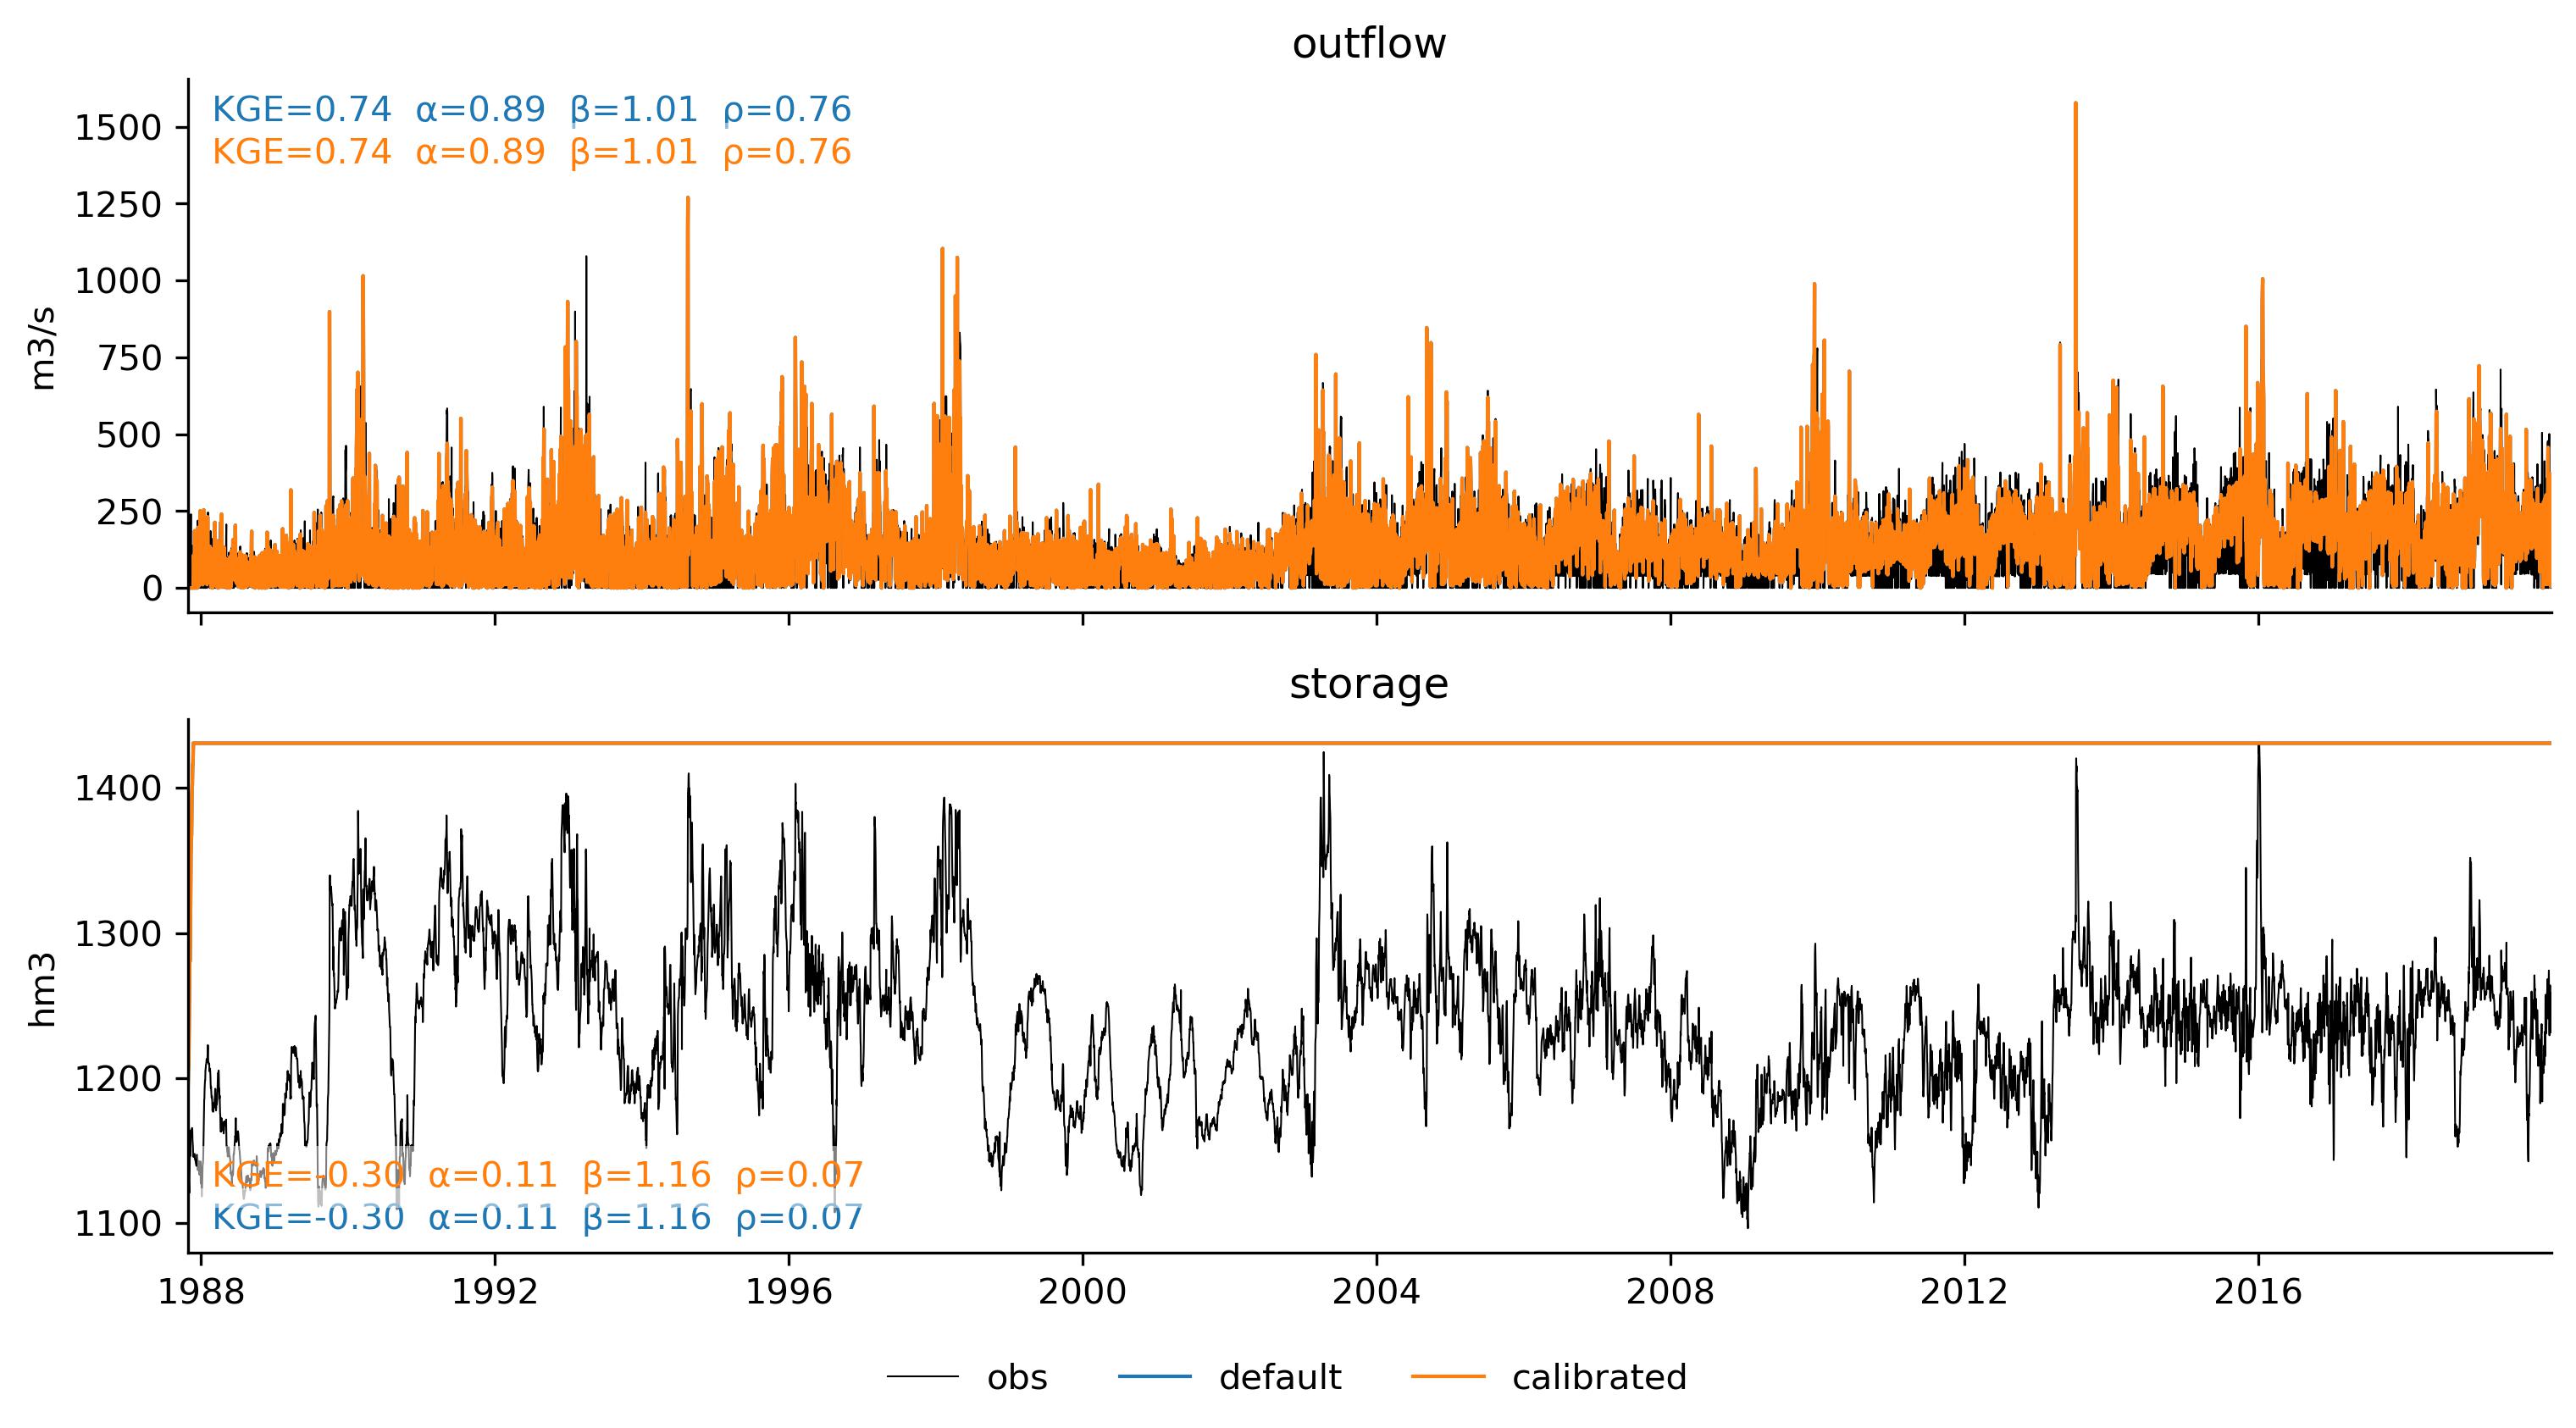 outflow
KGE=0.74 α=0.89 β=1.01 ρ=0.76
KGE=0.74 α=0.89 β=1.01 ρ=0.76
m3/s
1500
1250
1000
750
500
250
0
storage
hm3
1400
1300
1200
1100
KGE=-0.30 α=0.11 β=1.16 ρ=0.07
KGE=-0.30 α=0.11 β=1.16 ρ=0.07
1988 1992 1996 2000 2004 2008 2012 2016
obs default calibrated